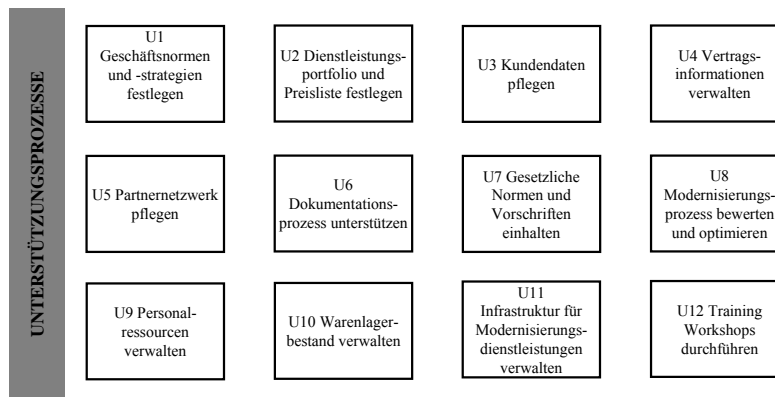 UNTERSTÜTZUNGSPROZESSE
U1
Geschäftsnormen
und -strategien
festlegen
U2 Dienstleistungs-
portfolio und
Preisliste festlegen
U3 Kundendaten
pflegen
U4 Vertrags-
informationen
verwalten
U5 Partnernetzwerk
pflegen
U6
Dokumentations-
prozess unterstützen
U7 Gesetzliche
Normen und
Vorschriften
einhalten
U8
Modernisierungs-
prozess bewerten
und optimieren
U9 Personal-
ressourcen
verwalten
U10 Warenlager-
bestand verwalten
U11
Infrastruktur für
Modernisierungs-
dienstleistungen
verwalten
U12 Training
Workshops
durchführen